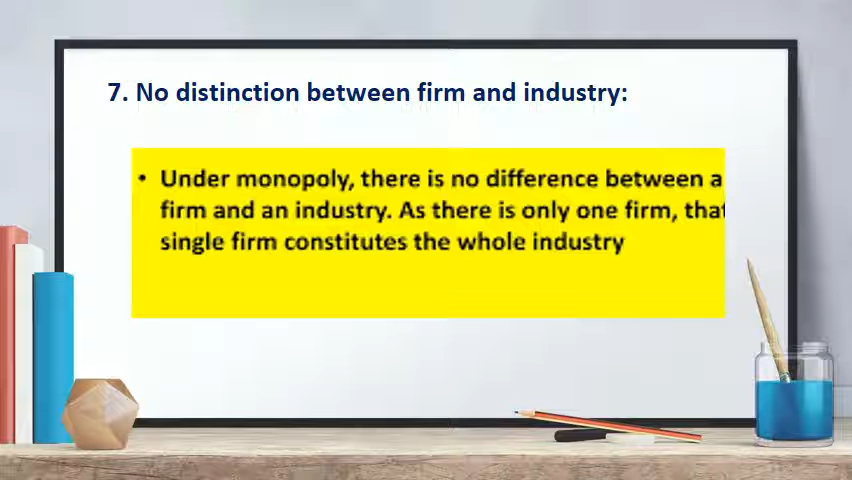 7. No distinction between firm and industry:
• Under monopoly, there is no difference between a
firm and an industry. As there is only one firm, that
single firm constitutes the whole industry